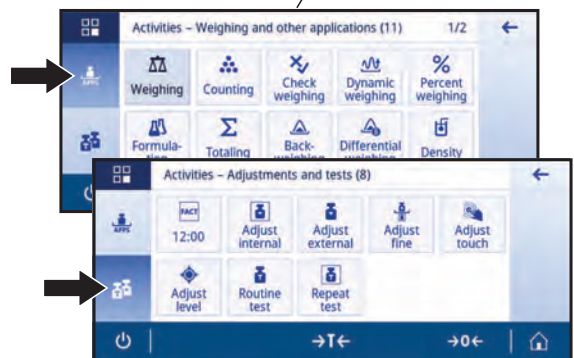 Activities – Weighing and other applications (11) 1/2
APPS
Weighing Counting Check weighing Dynamic weighing Percent weighing
Formula- Totaling Back- Differential Density
Activities – Adjustments and tests (8)
APPS
FACT
12:00 Adjust internal Adjust external Adjust fine Adjust touch
Adjust level Routine test Repeat test
→T← →0←